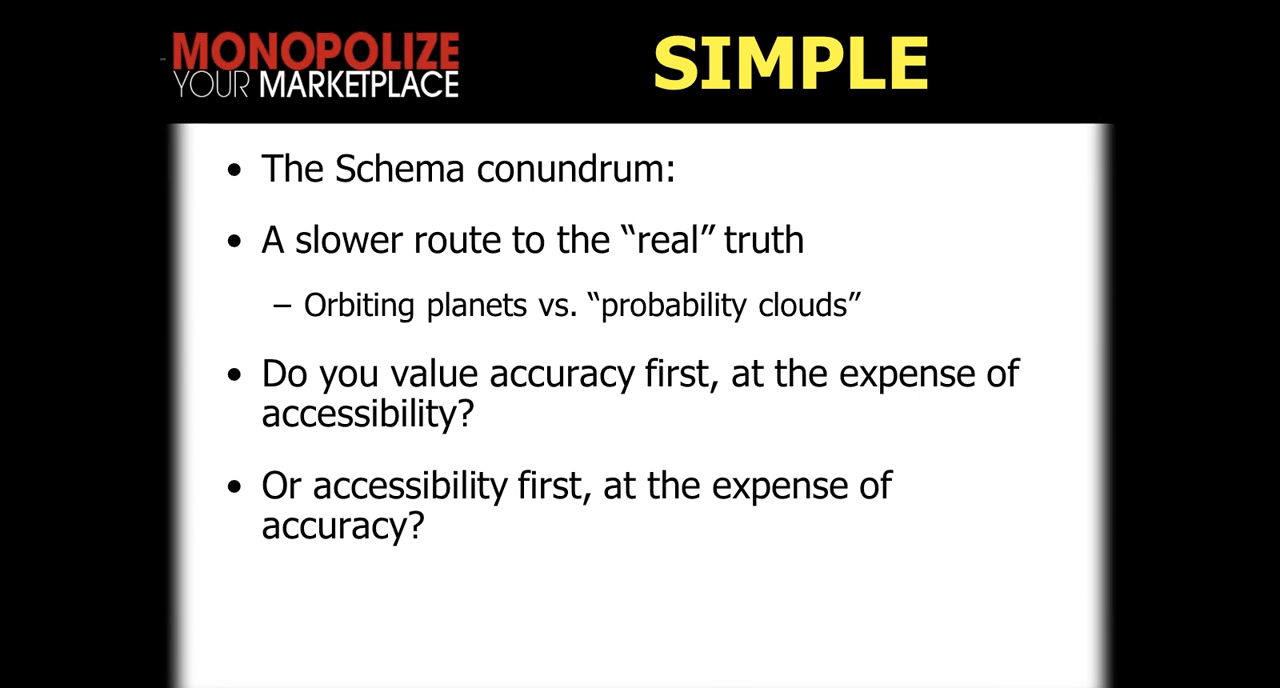 MONOPOLIZE
YOUR MARKETPLACE
SIMPLE
• The Schema conundrum:
• A slower route to the “real” truth
– Orbiting planets vs. “probability clouds”
• Do you value accuracy first, at the expense of
accessibility?
• Or accessibility first, at the expense of
accuracy?